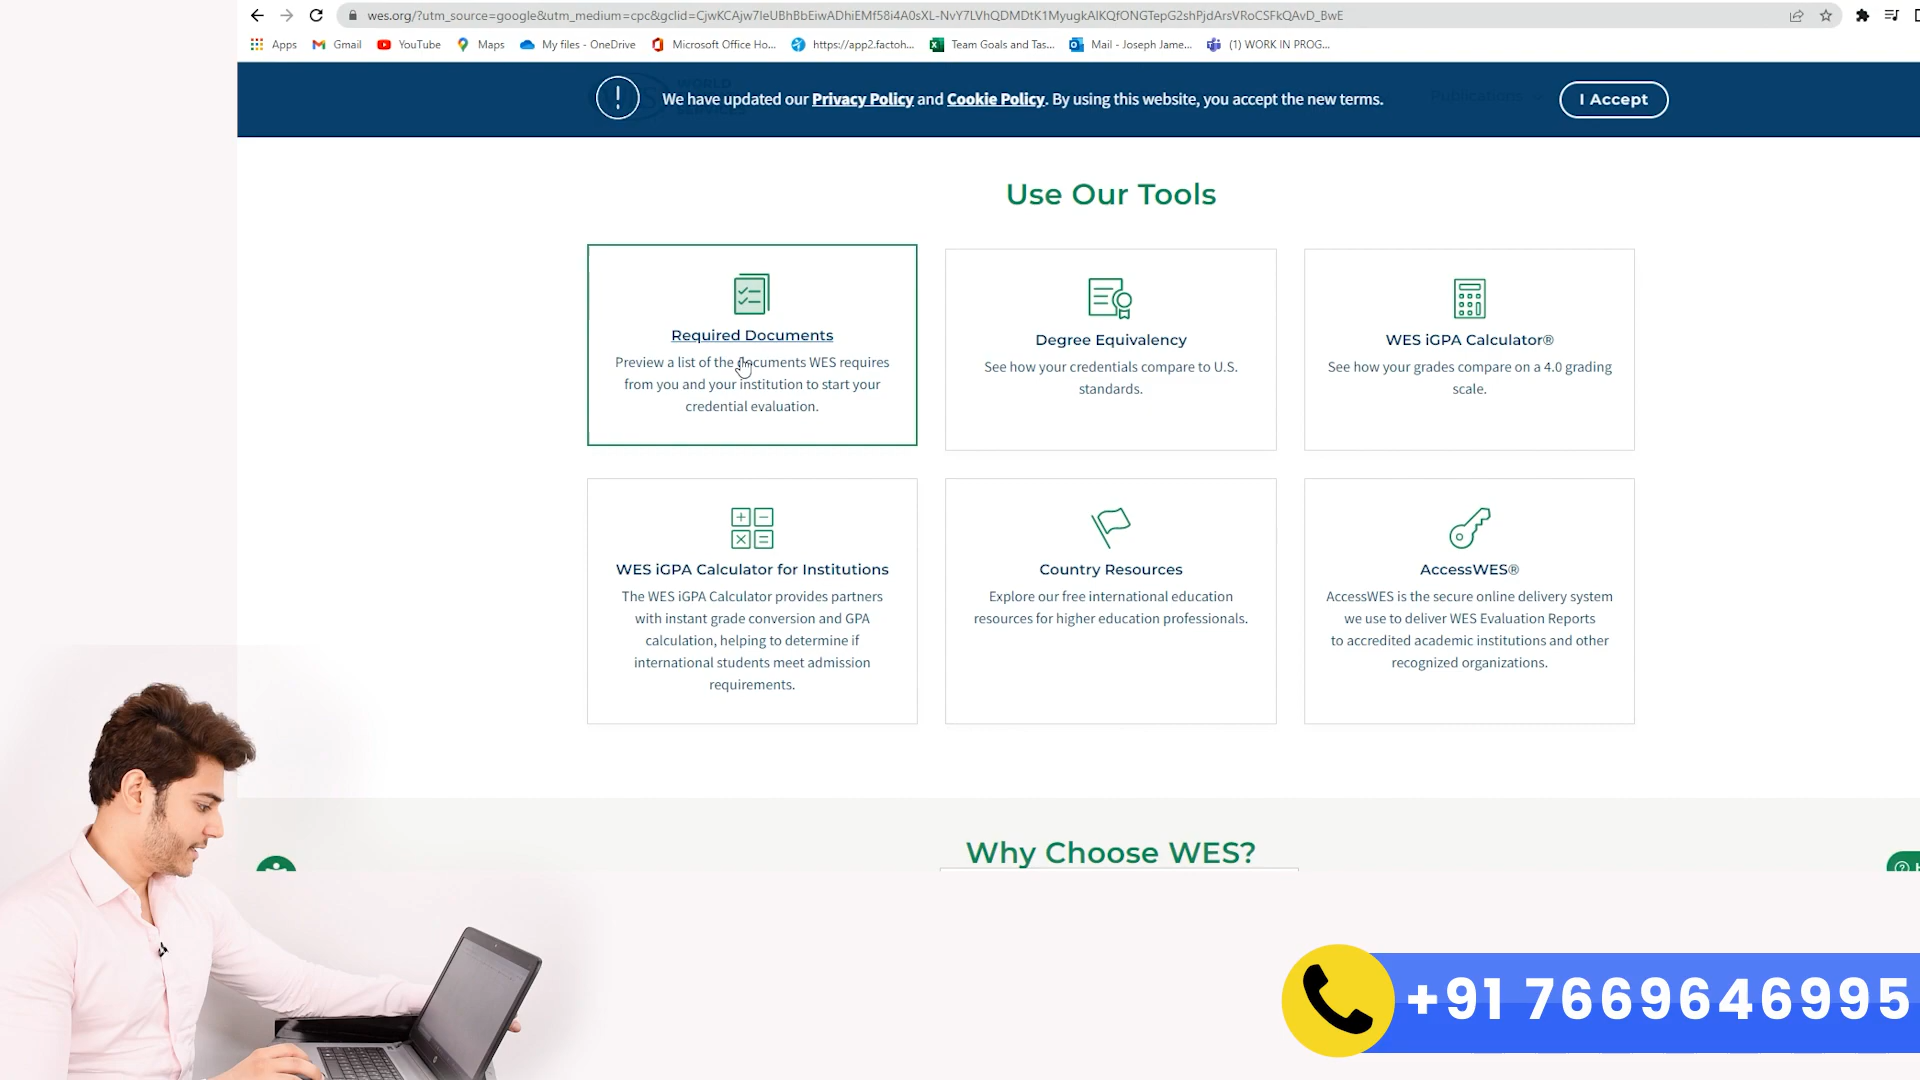 wes.org/?utm_source=google&utm_medium=cpc&gclid=CjwKCAjw7IeUBhBbEiwADhiEMf58i4A0sXL-NvY7LVhQDMDtK1MyugkAIKQfONGTepG2shPjdArsVRoCSFkQAvD_BwE
Apps Gmail YouTube Maps My files - OneDrive Microsoft Office Ho... https://app2.factoh... Team Goals and Tas... Mail - Joseph Jame... (1) WORK IN PROG...
We have updated our Privacy Policy and Cookie Policy. By using this website, you accept the new terms.
Publications
I Accept
Use Our Tools
Required Documents
Preview a list of the documents WES requires
from you and your institution to start your
credential evaluation.
Degree Equivalency
See how your credentials compare to U.S.
standards.
WES iGPA Calculator®
See how your grades compare on a 4.0 grading
scale.
WES iGPA Calculator for Institutions
The WES iGPA Calculator provides partners
with instant grade conversion and GPA
calculation, helping to determine if
international students meet admission
requirements.
Country Resources
Explore our free international education
resources for higher education professionals.
AccessWES®
AccessWES is the secure online delivery system
we use to deliver WES Evaluation Reports
to accredited academic institutions and other
recognized organizations.
Why Choose WES?
+91 7669646995